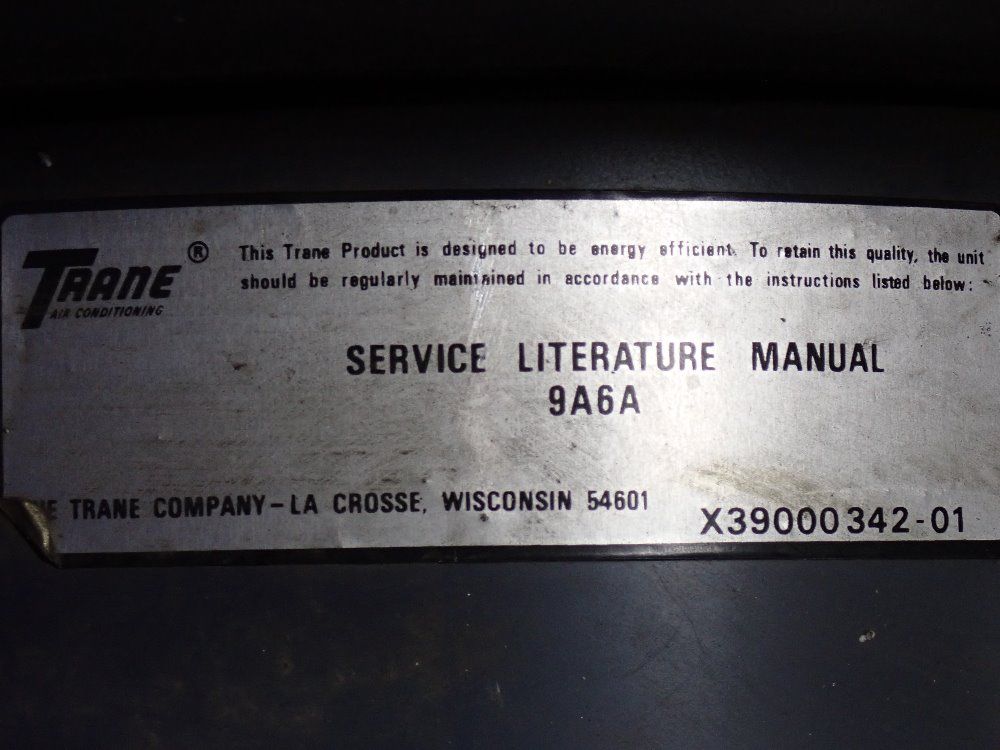 TRANE ®
AIR CONDITIONING
This Trane Product is designed to be energy efficient. To retain this quality, the unit
should be regularly maintained in accordance with the instructions listed below:
SERVICE LITERATURE MANUAL
9A6A
E TRANE COMPANY – LA CROSSE, WISCONSIN 54601
X39000342-01